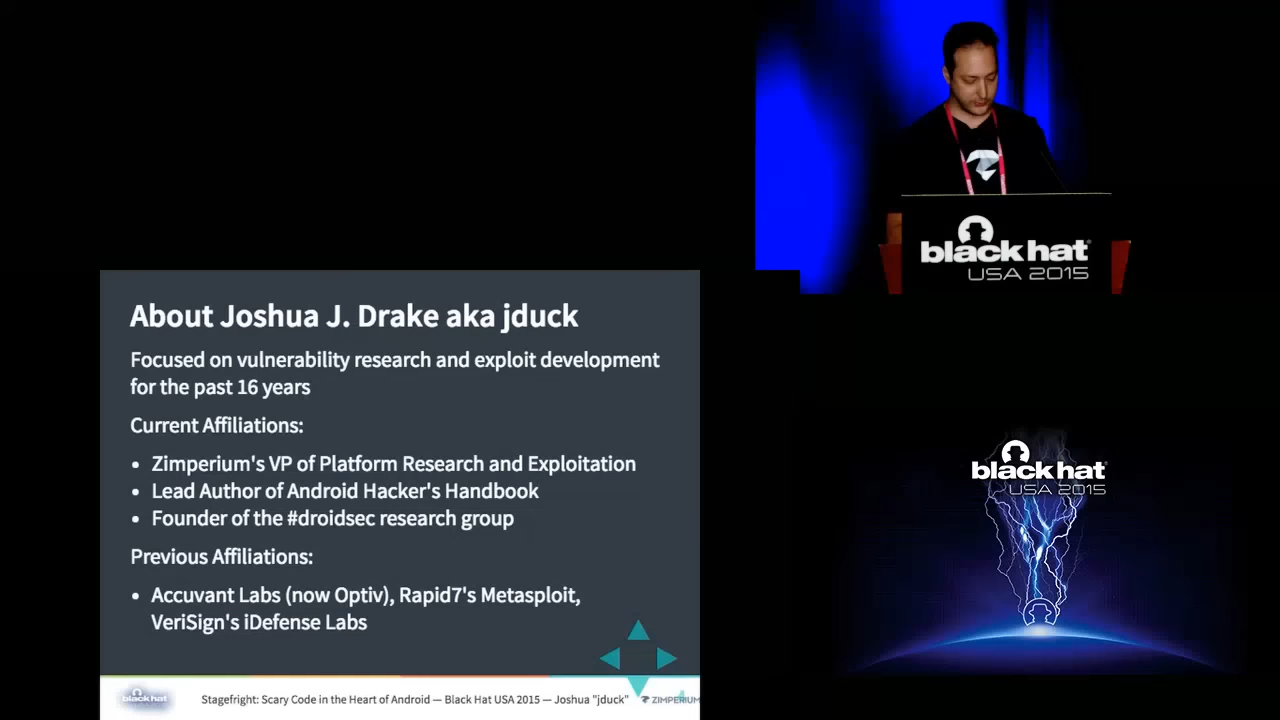 black hat
USA 2015
About Joshua J. Drake aka jduck
Focused on vulnerability research and exploit development
for the past 16 years
Current Affiliations:
• Zimperium's VP of Platform Research and Exploitation
• Lead Author of Android Hacker's Handbook
• Founder of the #droidsec research group
Previous Affiliations:
• Accuvant Labs (now Optiv), Rapid7's Metasploit,
VeriSign's iDefense Labs
black hat
Stagefright: Scary Code in the Heart of Android — Black Hat USA 2015 — Joshua "jduck"
ZIMPERIUM
4
black hat
USA 2015